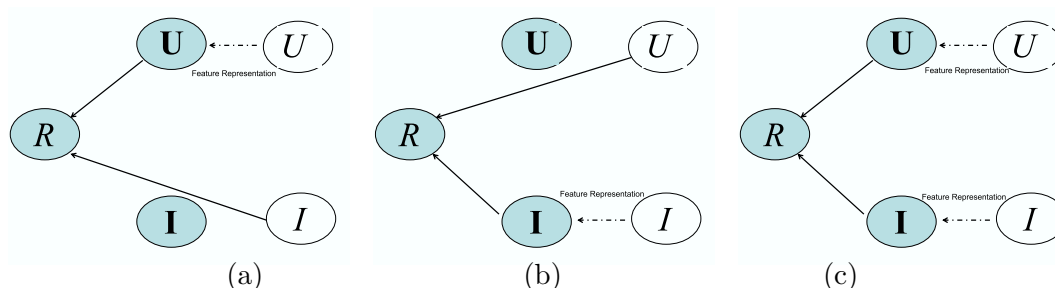 U U
Feature Representation
R
I I
(a)
U U
R
Feature Representation
I I
(b)
U U
Feature Representation
R
Feature Representation
I I
(c)